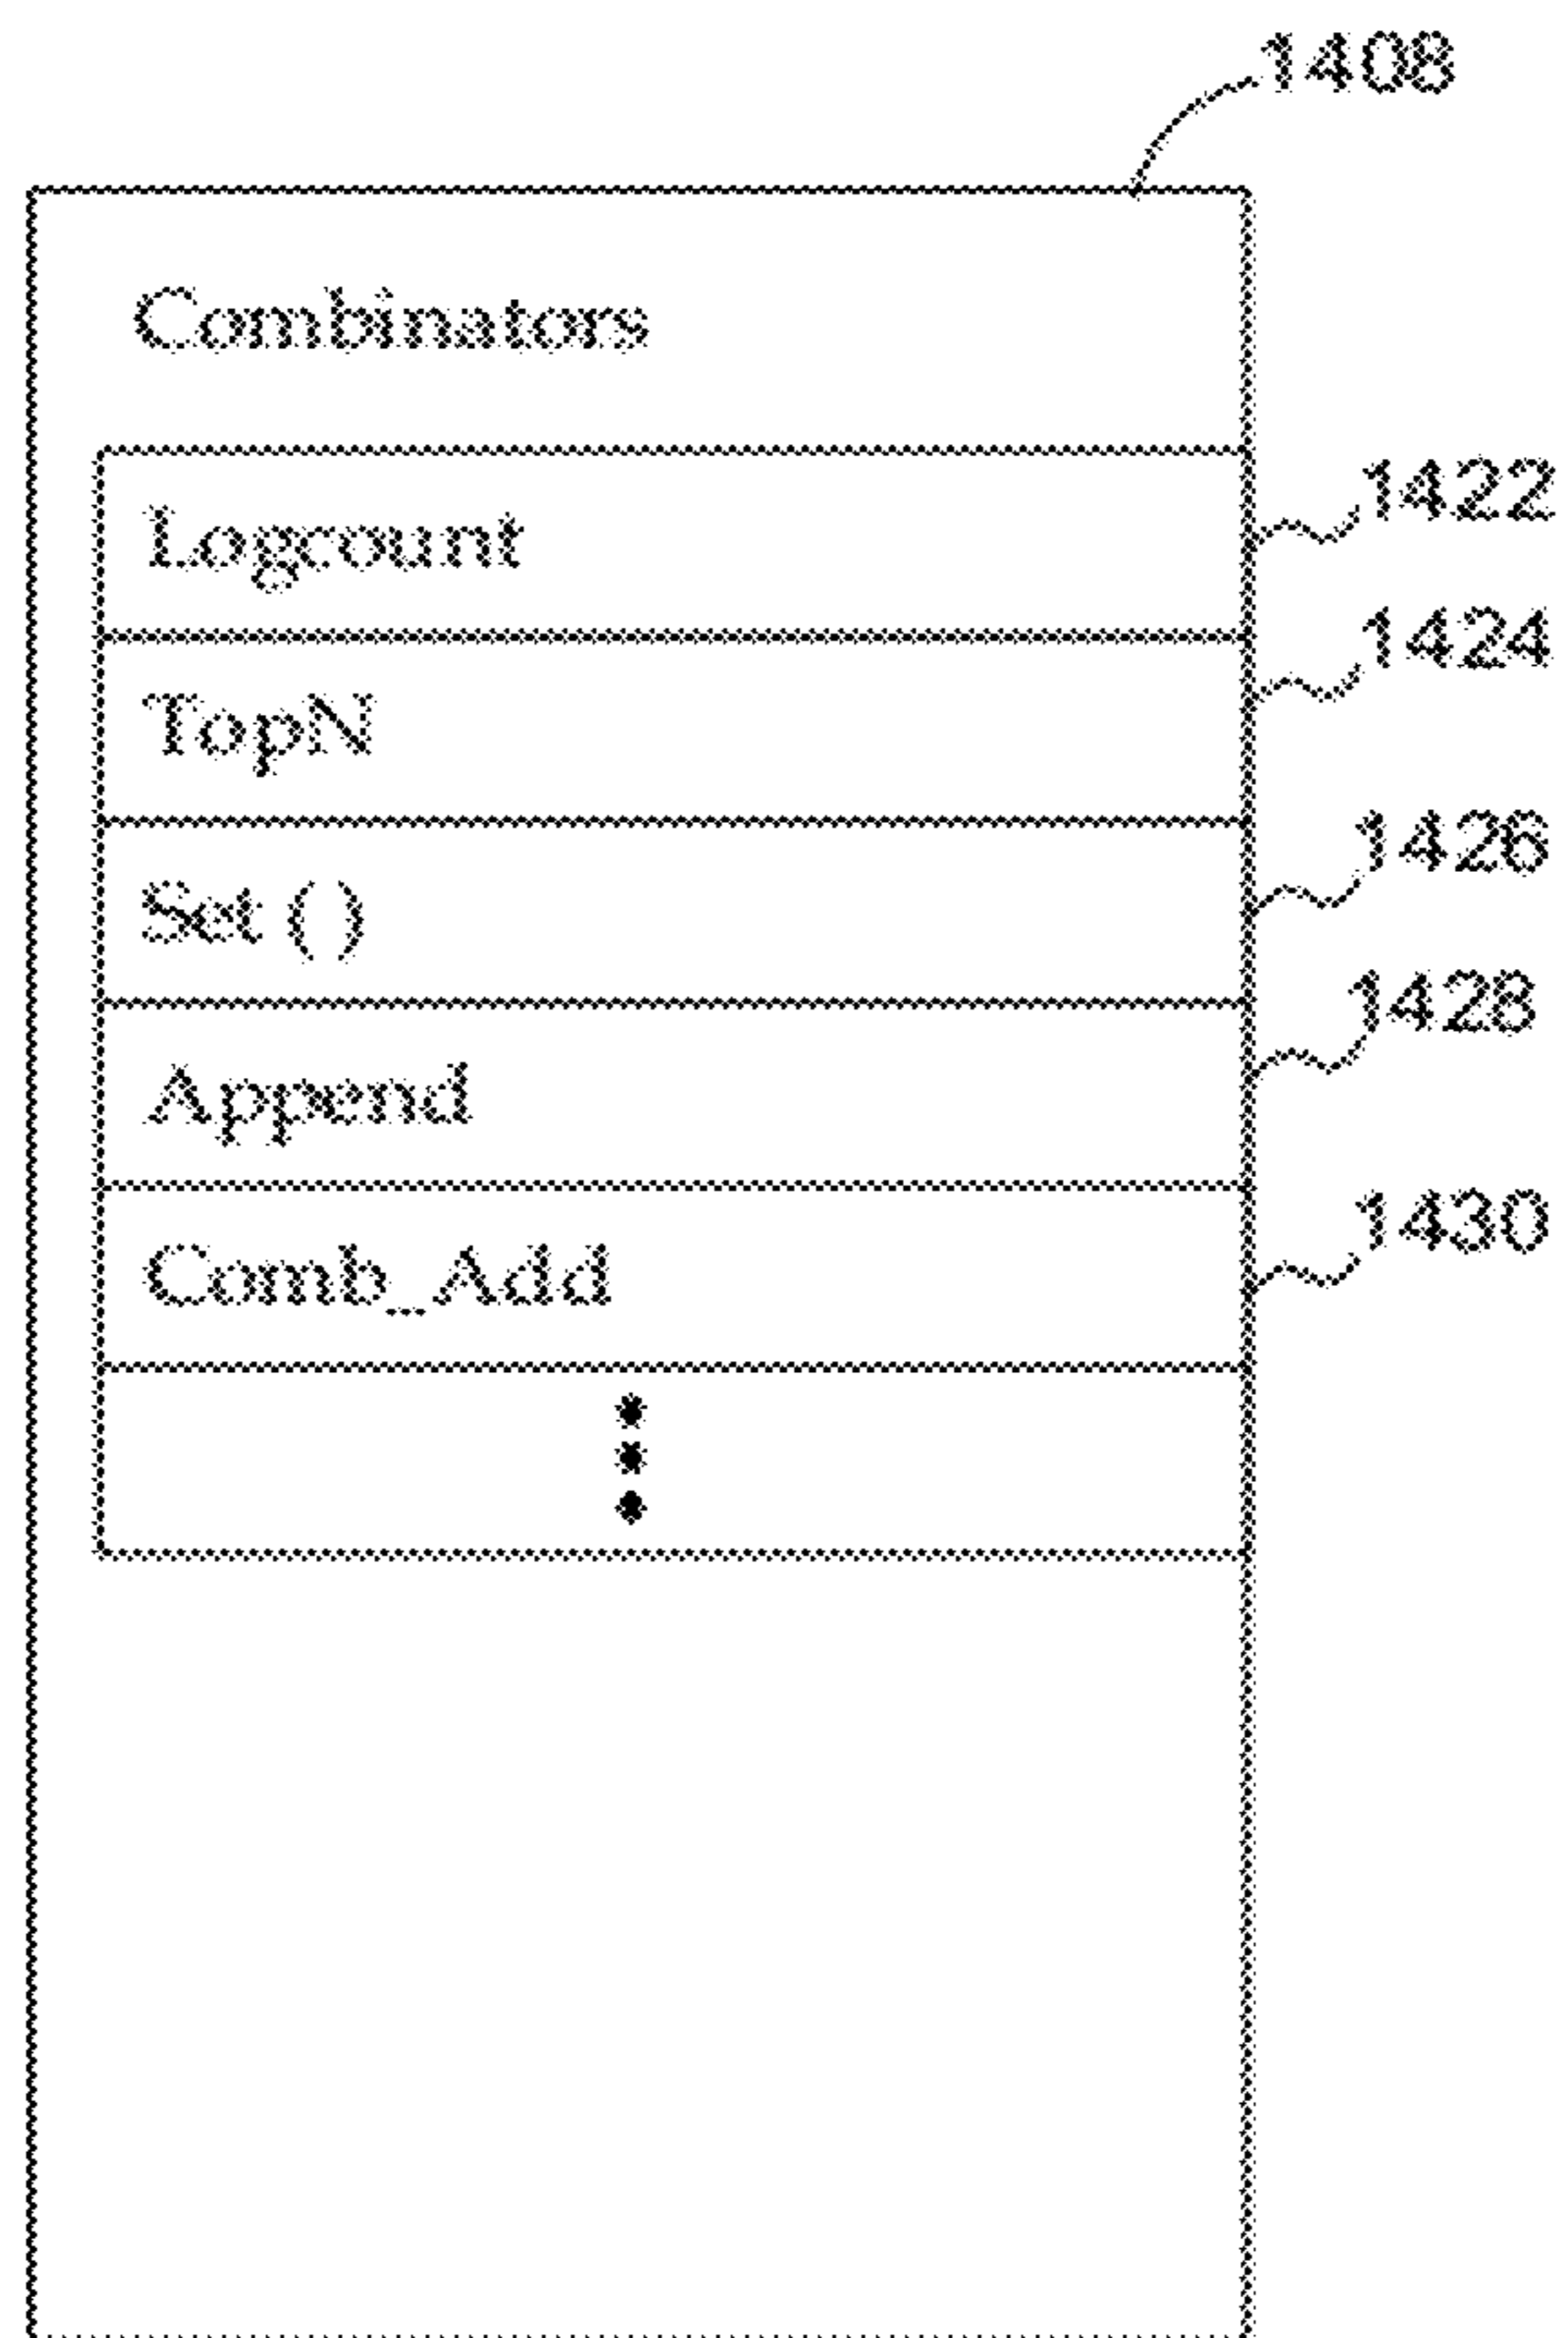 1408
Combinators
Logcount 1422
TopN 1424
Set () 1426
Append 1428
Comb_Add 1430